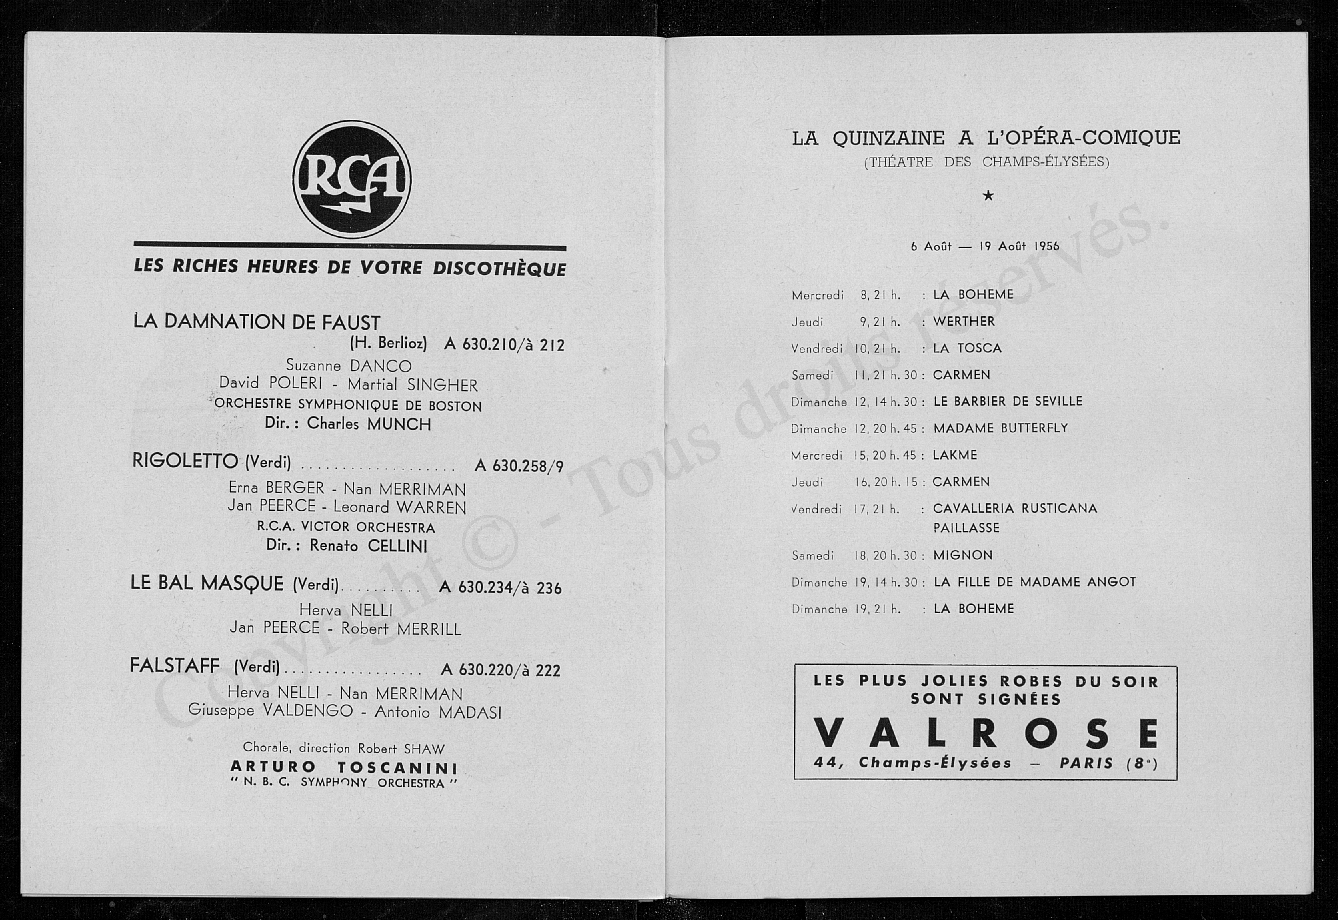 RCA
LES RICHES HEURES DE VOTRE DISCOTHÈQUE
LA DAMNATION DE FAUST
(H. Berlioz) A 630.210/à 212
Suzanne DANCO
David POLERI - Martial SINGHER
ORCHESTRE SYMPHONIQUE DE BOSTON
Dir. : Charles MUNCH
RIGOLETTO (Verdi) ................... A 630.258/9
Erna BERGER - Nan MERRIMAN
Jan PEERCE - Leonard WARREN
R.C.A. VICTOR ORCHESTRA
Dir. : Renato CELLINI
LE BAL MASQUE (Verdi).......... A 630.234/à 236
Herva NELLI
Jan PEERCE - Robert MERRILL
FALSTAFF (Verdi)................. A 630.220/à 222
Herva NELLI - Nan MERRIMAN
Giuseppe VALDENGO - Antonio MADASI
Chorale, direction Robert SHAW
ARTURO TOSCANINI
" N. B. C. SYMPHONY ORCHESTRA "
LA QUINZAINE A L'OPÉRA-COMIQUE
(THÉATRE DES CHAMPS-ÉLYSÉES)
★
6 Août — 19 Août 1956
Mercredi 8, 21 h. : LA BOHEME
Jeudi 9, 21 h. : WERTHER
Vendredi 10, 21 h. : LA TOSCA
Samedi 11, 21 h. 30 : CARMEN
Dimanche 12, 14 h. 30 : LE BARBIER DE SEVILLE
Dimanche 12, 20 h. 45 : MADAME BUTTERFLY
Mercredi 15, 20 h. 45 : LAKME
Jeudi 16, 20 h. 15 : CARMEN
Vendredi 17, 21 h. : CAVALLERIA RUSTICANA
PAILLASSE
Samedi 18, 20 h. 30 : MIGNON
Dimanche 19, 14 h. 30 : LA FILLE DE MADAME ANGOT
Dimanche 19, 21 h. : LA BOHEME
LES PLUS JOLIES ROBES DU SOIR
SONT SIGNÉES
VALROSE
44, Champs-Élysées — PARIS (8e)
Copyright © - Tous droits réservés.